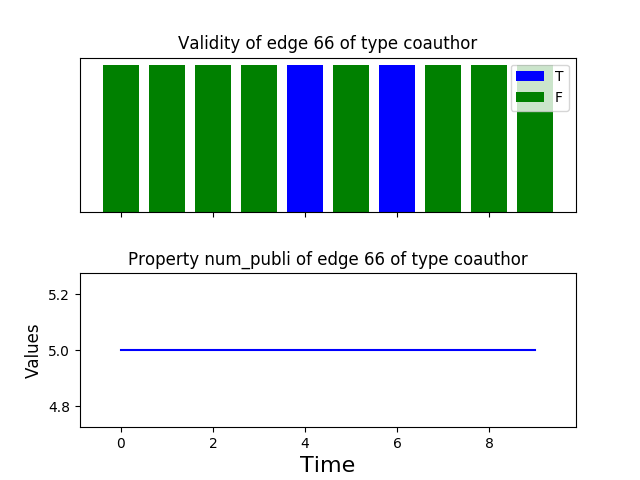 Validity of edge 66 of type coauthor
T
F
Property num_publi of edge 66 of type coauthor
5.2
5.0
4.8
Values
0 2 4 6 8
Time